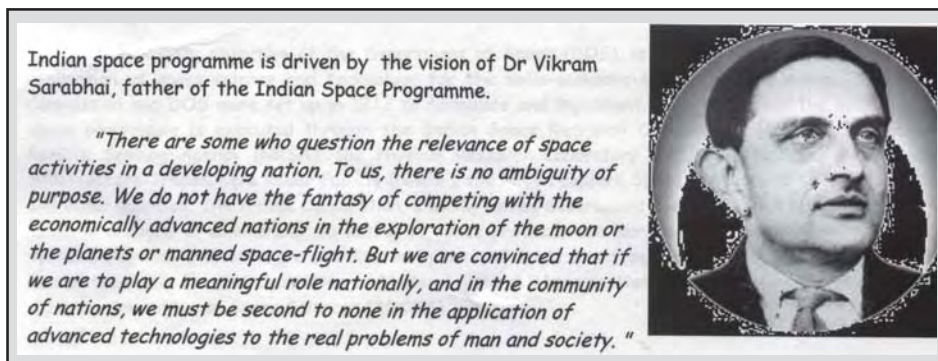 Indian space programme is driven by the vision of Dr Vikram
Sarabhai, father of the Indian Space Programme.
"There are some who question the relevance of space
activities in a developing nation. To us, there is no ambiguity of
purpose. We do not have the fantasy of competing with the
economically advanced nations in the exploration of the moon or
the planets or manned space-flight. But we are convinced that if
we are to play a meaningful role nationally, and in the community
of nations, we must be second to none in the application of
advanced technologies to the real problems of man and society. "